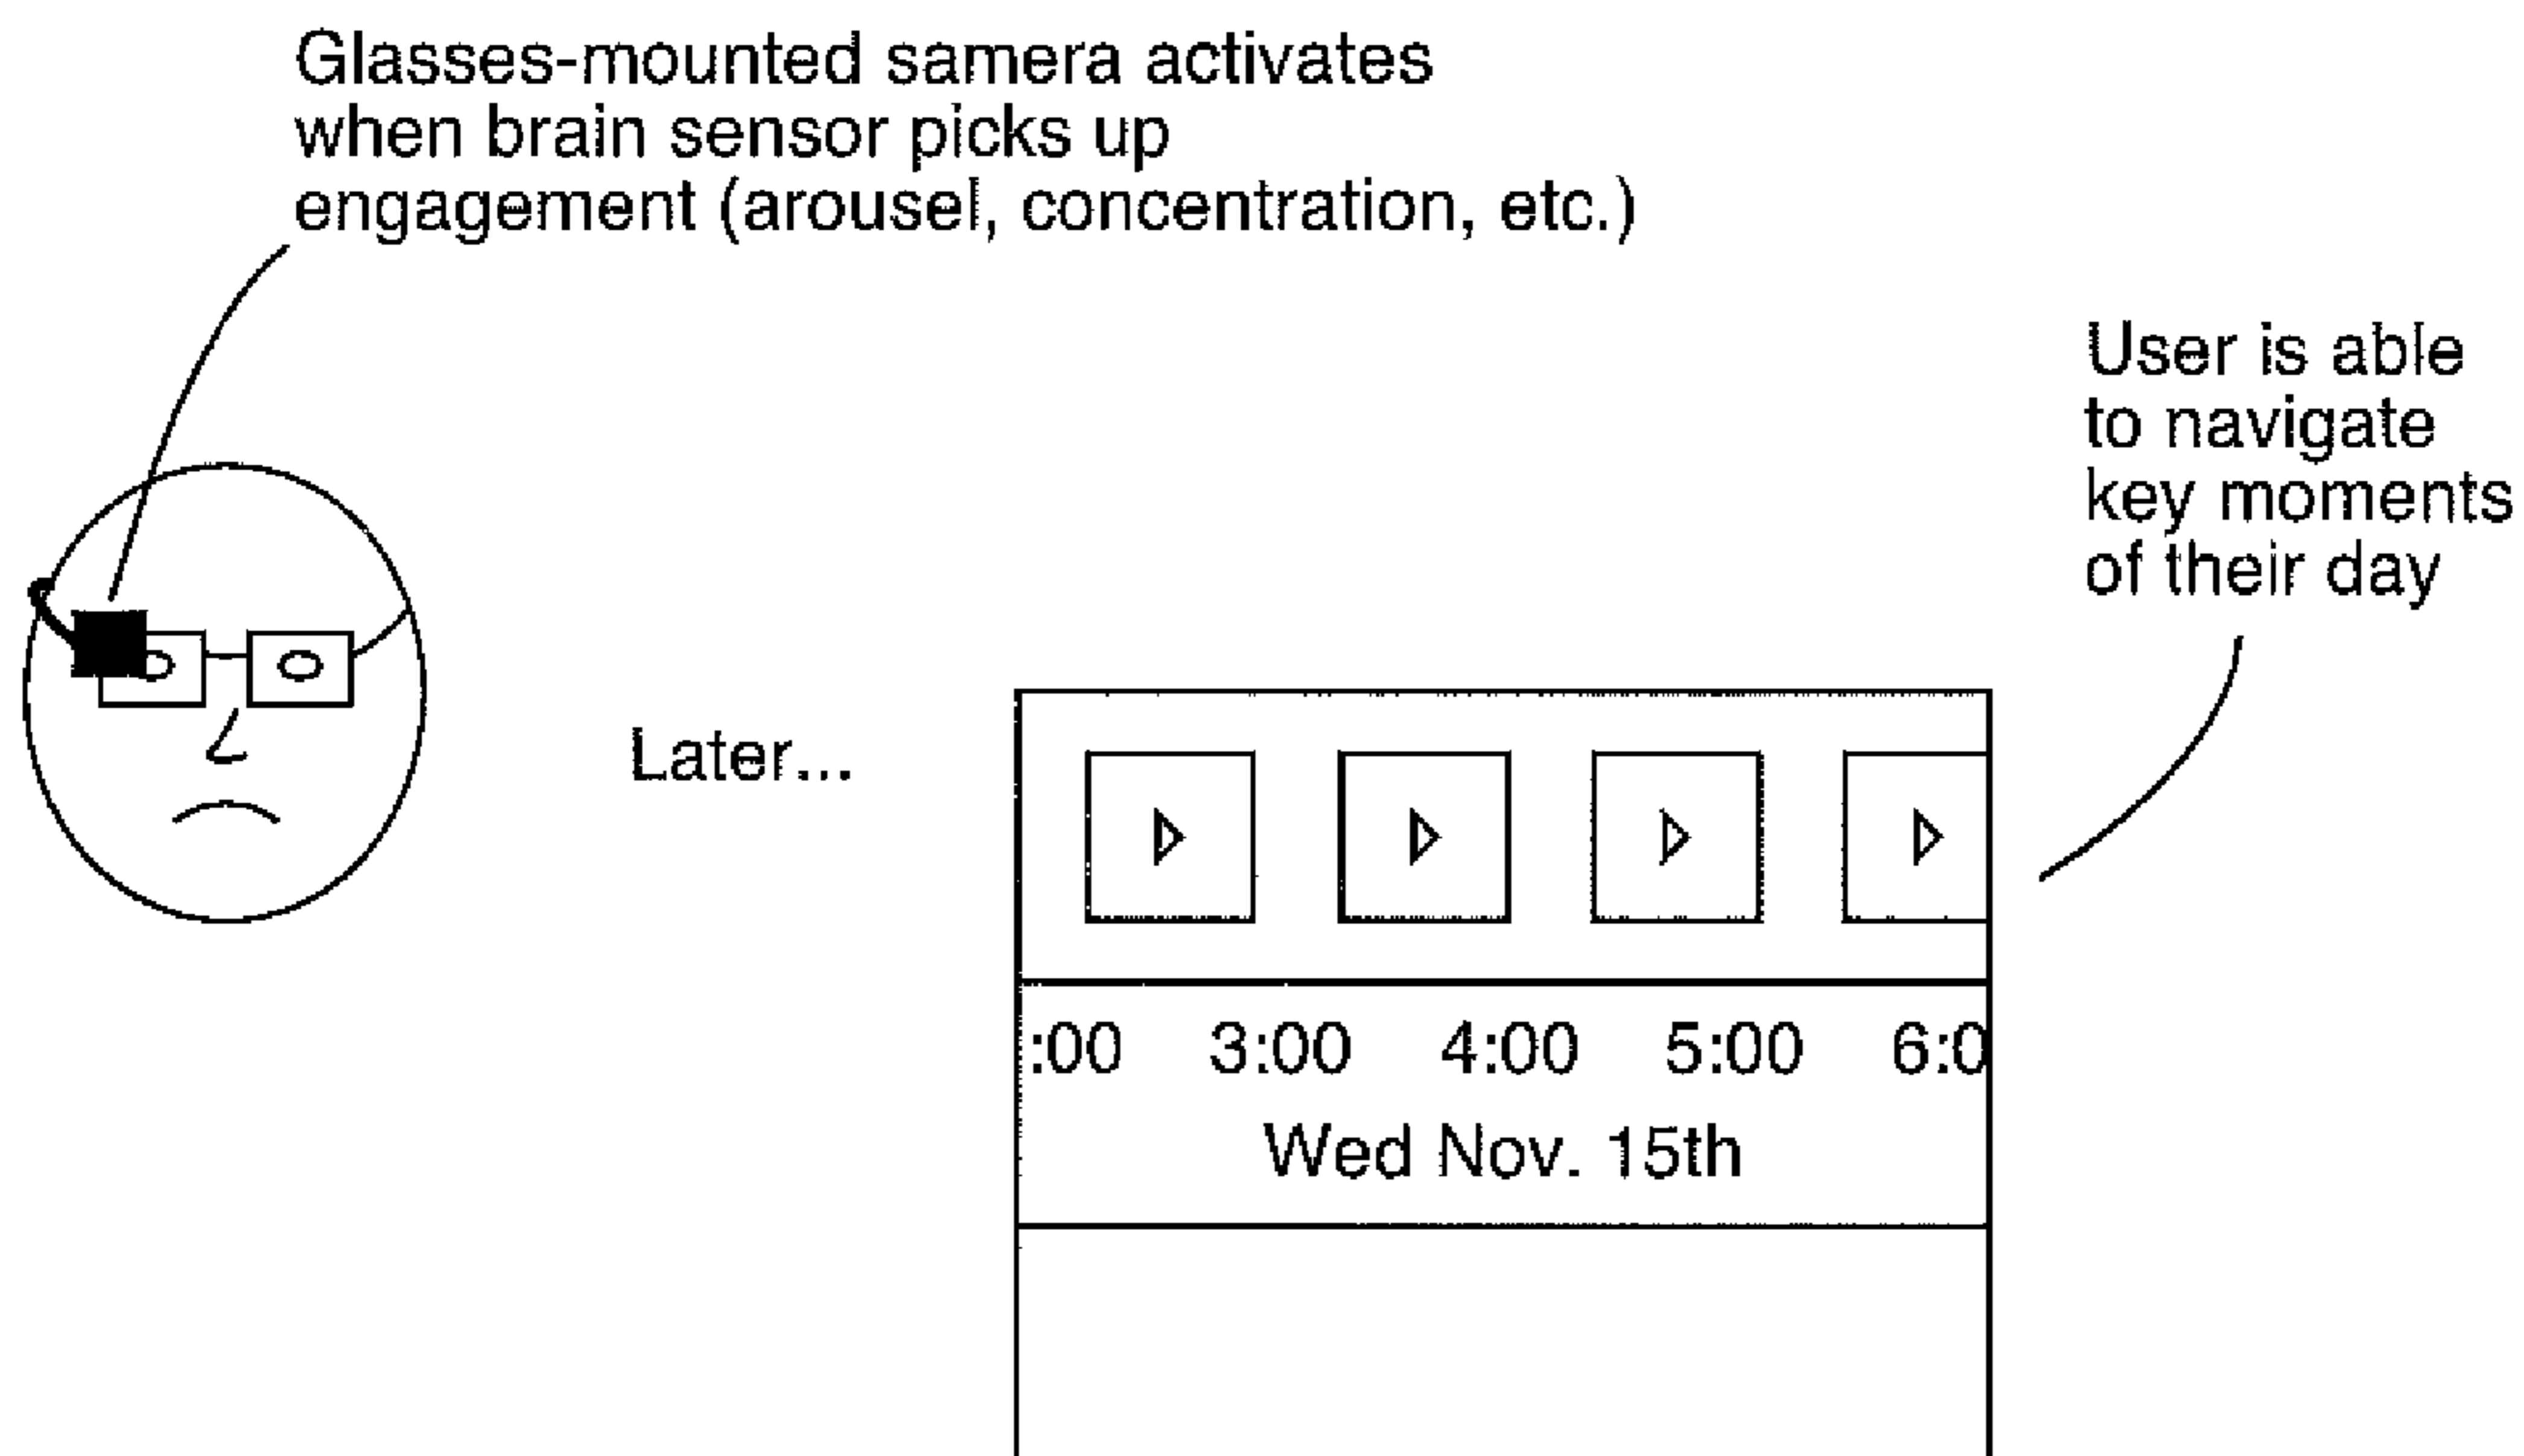 Glasses-mounted samera activates
when brain sensor picks up
engagement (arousel, concentration, etc.)
User is able
to navigate
key moments
of their day
Later...
:00 3:00 4:00 5:00 6:0
Wed Nov. 15th